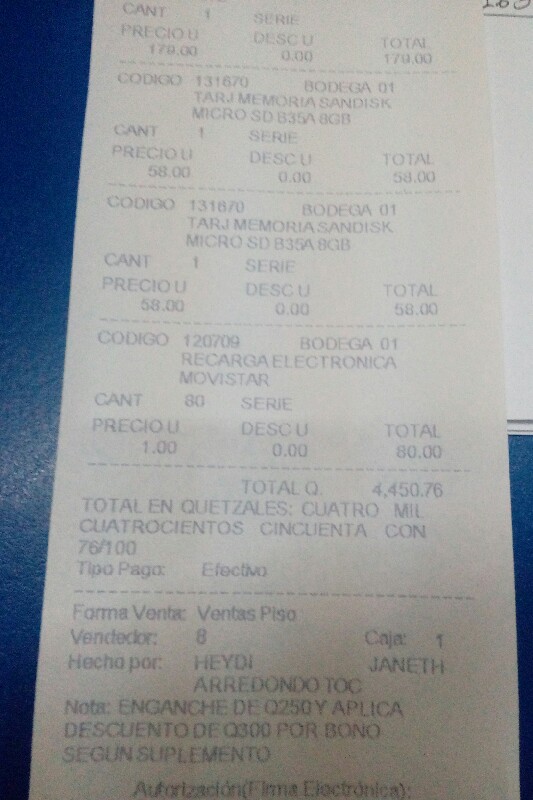 CANT 1 SERIE
PRECIO U DESC U TOTAL
179.00 0.00 179.00
CODIGO 131670 BODEGA 01
TARJ MEMORIA SANDISK
MICRO SD B35A 8GB
CANT 1 SERIE
PRECIO U DESC U TOTAL
58.00 0.00 58.00
CODIGO 131670 BODEGA 01
TARJ MEMORIA SANDISK
MICRO SD B35A 8GB
CANT 1 SERIE
PRECIO U DESC U TOTAL
58.00 0.00 58.00
CODIGO 120709 BODEGA 01
RECARGA ELECTRONICA
MOVISTAR
CANT 80 SERIE
PRECIO U DESC U TOTAL
1.00 0.00 80.00
TOTAL Q. 4,450.76
TOTAL EN QUETZALES: CUATRO MIL
CUATROCIENTOS CINCUENTA CON
76/100
Tipo Pago: Efectivo
Forma Venta: Ventas Piso
Vendedor: 8 Caja: 1
Hecho por: HEYDI JANETH
ARREDONDO TOC
Nota: ENGANCHE DE Q250 Y APLICA
DESCUENTO DE Q300 POR BONO
SEGUN SUPLEMENTO
Autorización(Firma Electrónica):